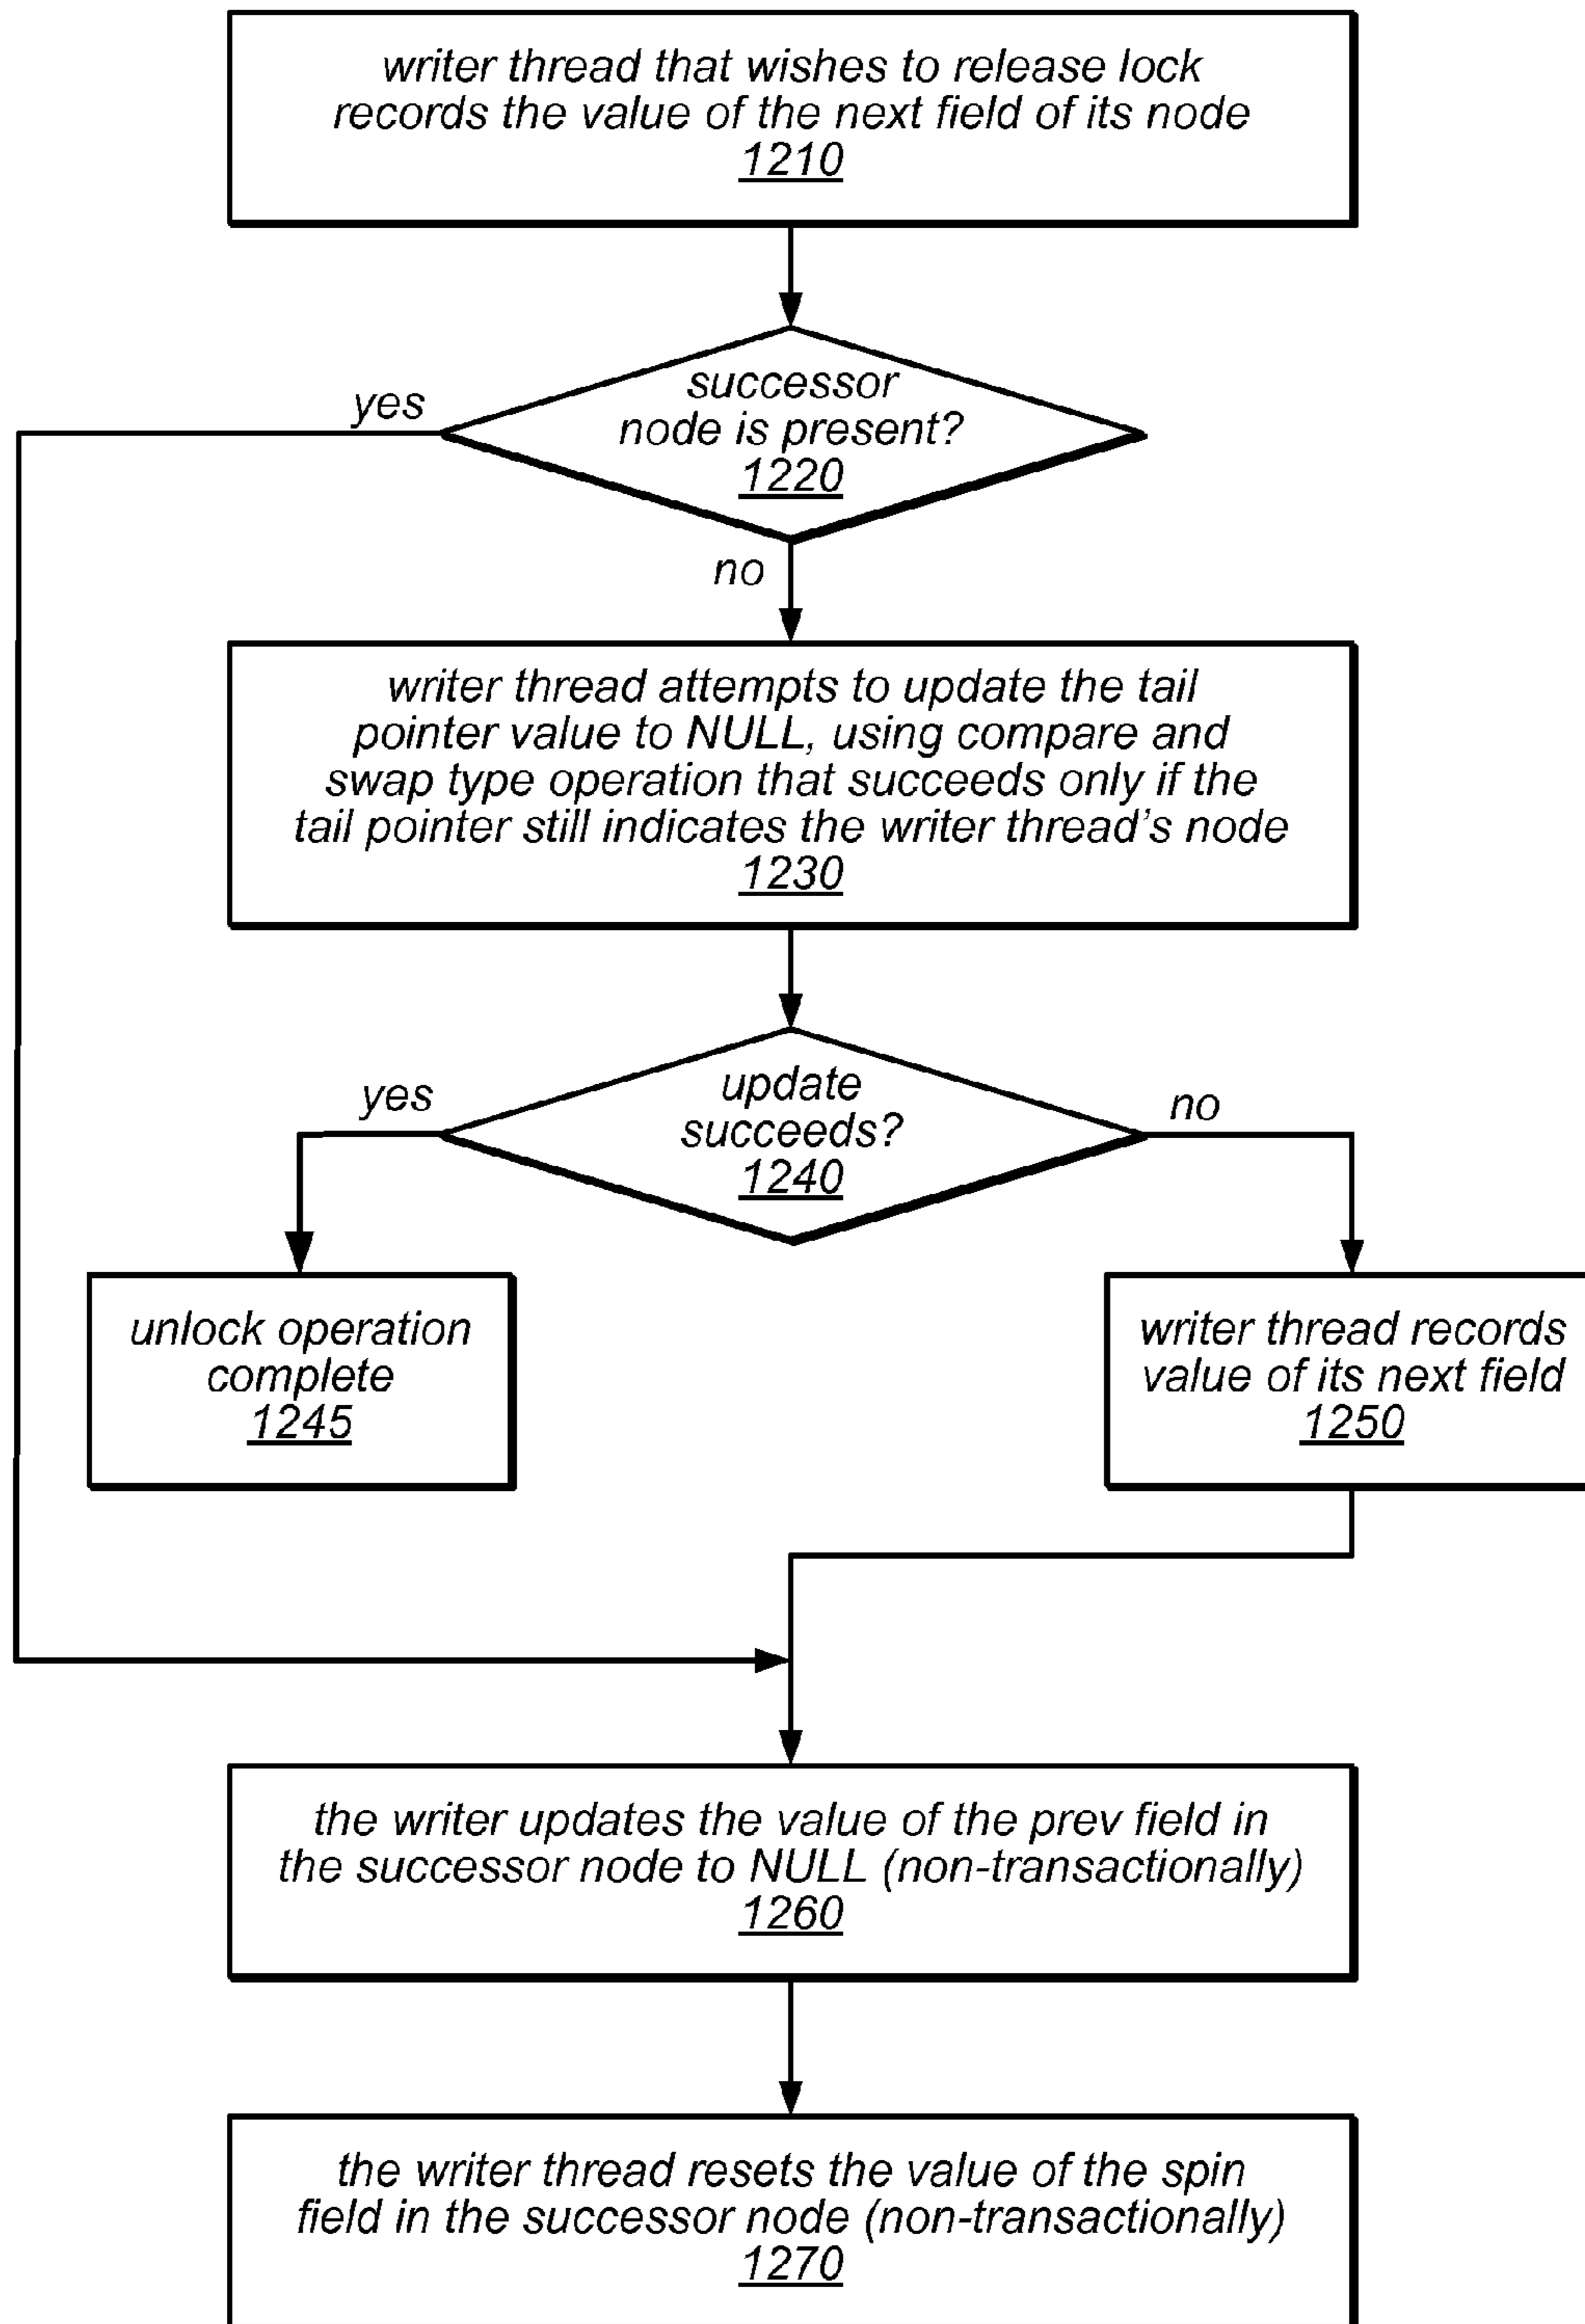 writer thread that wishes to release lock
records the value of the next field of its node
1210
yes
successor
node is present?
1220
no
writer thread attempts to update the tail
pointer value to NULL, using compare and
swap type operation that succeeds only if the
tail pointer still indicates the writer thread's node
1230
yes
update
succeeds?
1240
no
unlock operation
complete
1245
writer thread records
value of its next field
1250
the writer updates the value of the prev field in
the successor node to NULL (non-transactionally)
1260
the writer thread resets the value of the spin
field in the successor node (non-transactionally)
1270